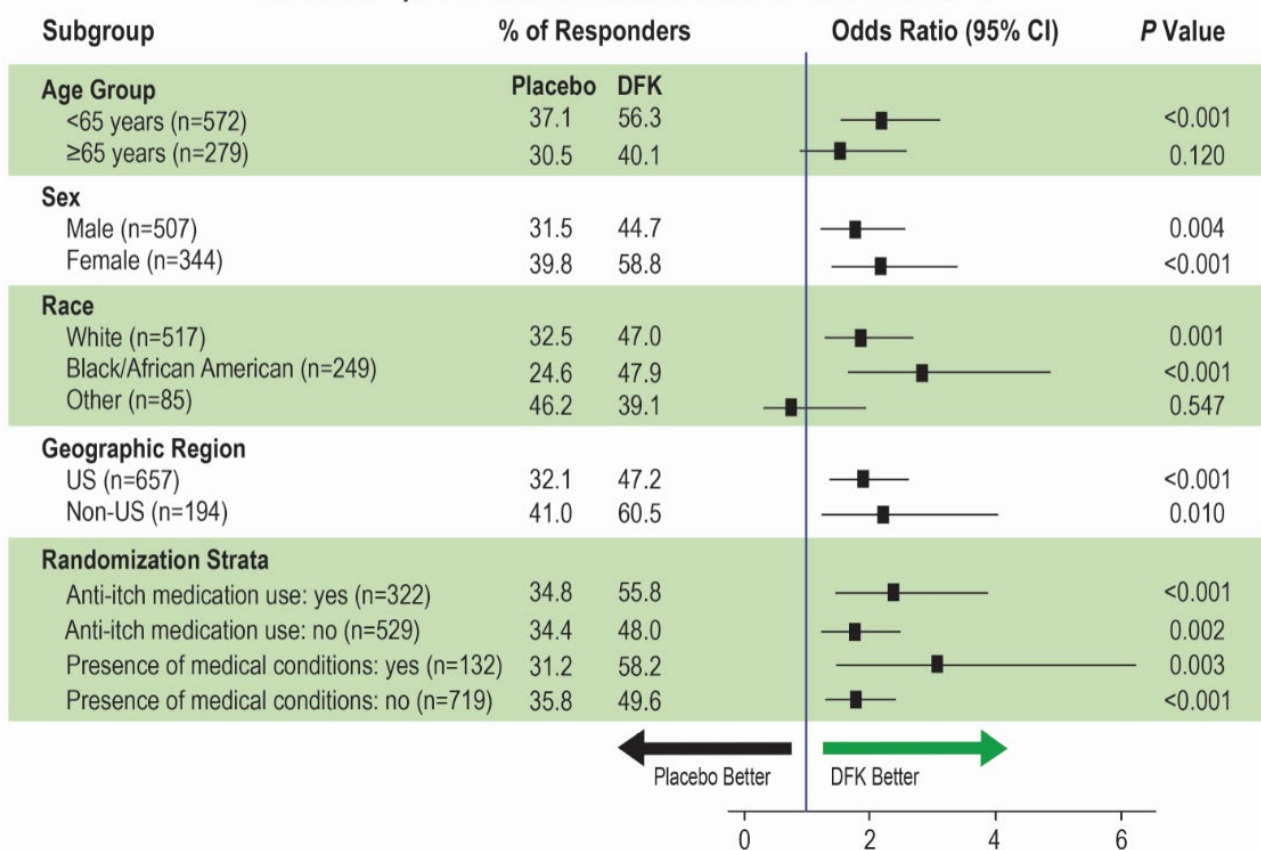 Subgroup % of Responders Odds Ratio (95% CI) P Value
Age Group Placebo DFK
<65 years (n=572) 37.1 56.3 <0.001
≥65 years (n=279) 30.5 40.1 0.120
Sex
Male (n=507) 31.5 44.7 0.004
Female (n=344) 39.8 58.8 <0.001
Race
White (n=517) 32.5 47.0 0.001
Black/African American (n=249) 24.6 47.9 <0.001
Other (n=85) 46.2 39.1 0.547
Geographic Region
US (n=657) 32.1 47.2 <0.001
Non-US (n=194) 41.0 60.5 0.010
Randomization Strata
Anti-itch medication use: yes (n=322) 34.8 55.8 <0.001
Anti-itch medication use: no (n=529) 34.4 48.0 0.002
Presence of medical conditions: yes (n=132) 31.2 58.2 0.003
Presence of medical conditions: no (n=719) 35.8 49.6 <0.001
Placebo Better DFK Better
0 2 4 6